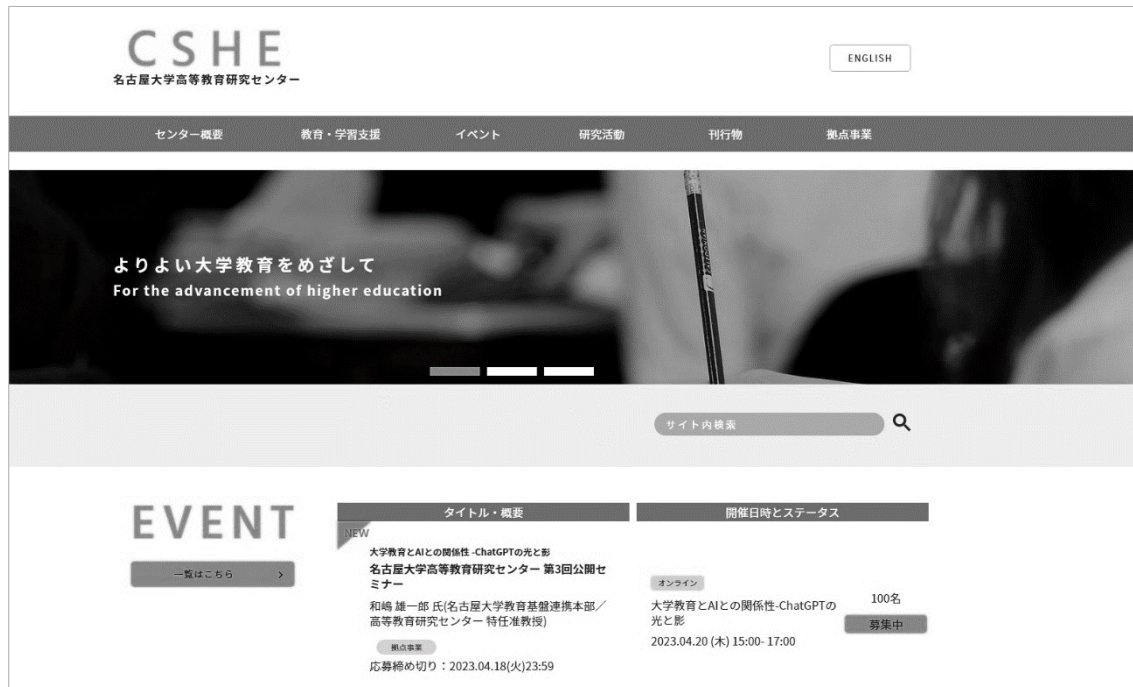 CSHE
名古屋大学高等教育研究センター
ENGLISH
センター概要 教育・学習支援 イベント 研究活動 刊行物 拠点事業
よりよい大学教育をめざして
For the advancement of higher education
サイト内検索
EVENT
一覧はこちら
タイトル・概要
開催日時とステータス
NEW
大学教育とAIとの関係性 -ChatGPTの光と影
名古屋大学高等教育研究センター 第3回公開セ
ミナー
和嶋 雄一郎 氏(名古屋大学教育基盤連携本部／
高等教育研究センター 特任准教授)
拠点事業
応募締め切り：2023.04.18(火)23:59
オンライン
大学教育とAIとの関係性-ChatGPTの
光と影
2023.04.20 (木) 15:00- 17:00
100名
募集中